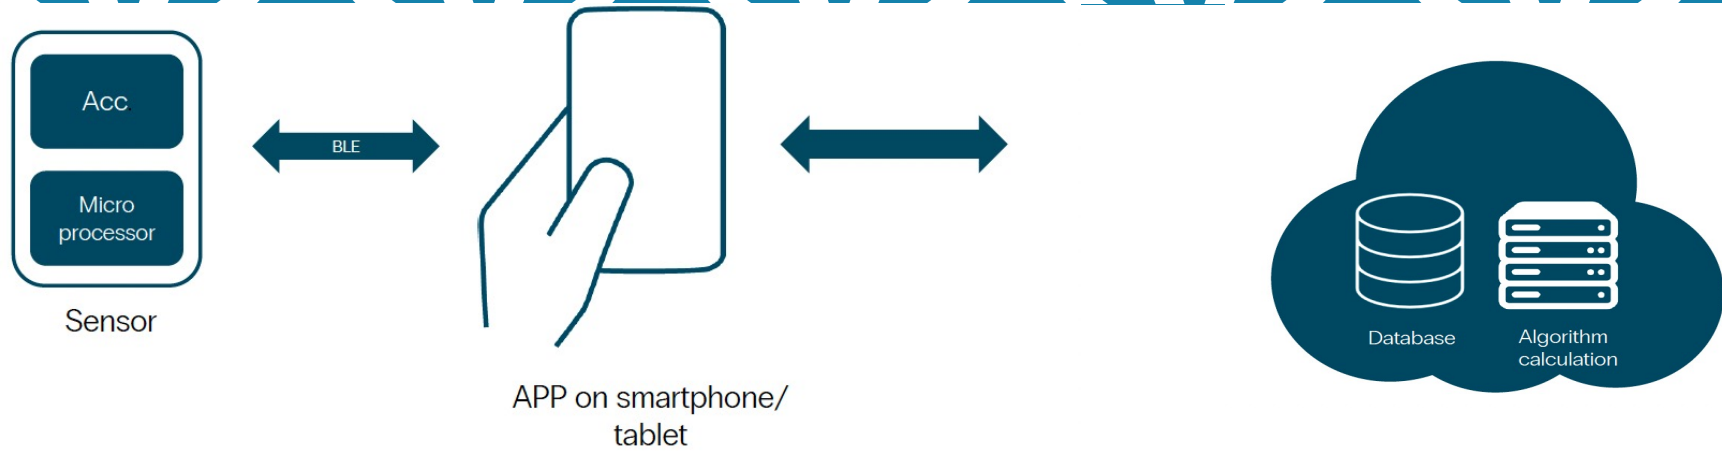 Acc.
Micro
processor
Sensor
BLE
APP on smartphone/
tablet
Database
Algorithm
calculation